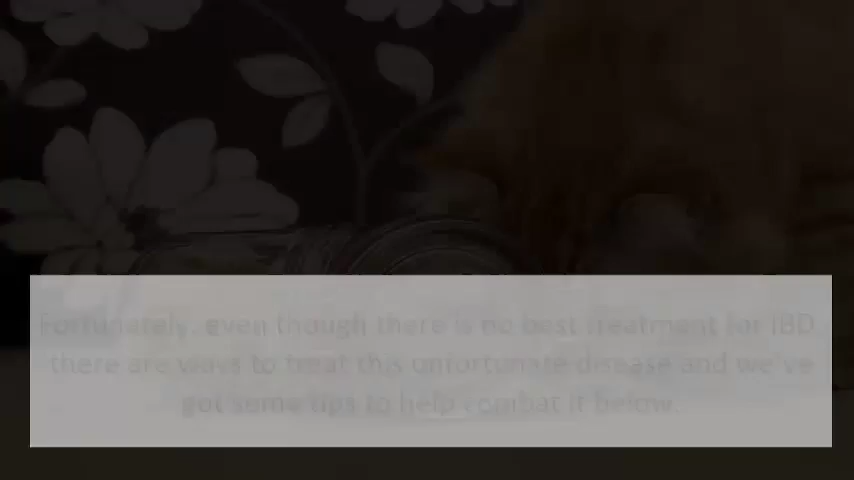 Fortunately, even though there is no best treatment for IBD,
there are ways to treat this unfortunate disease and we've
got some tips to help combat it below.